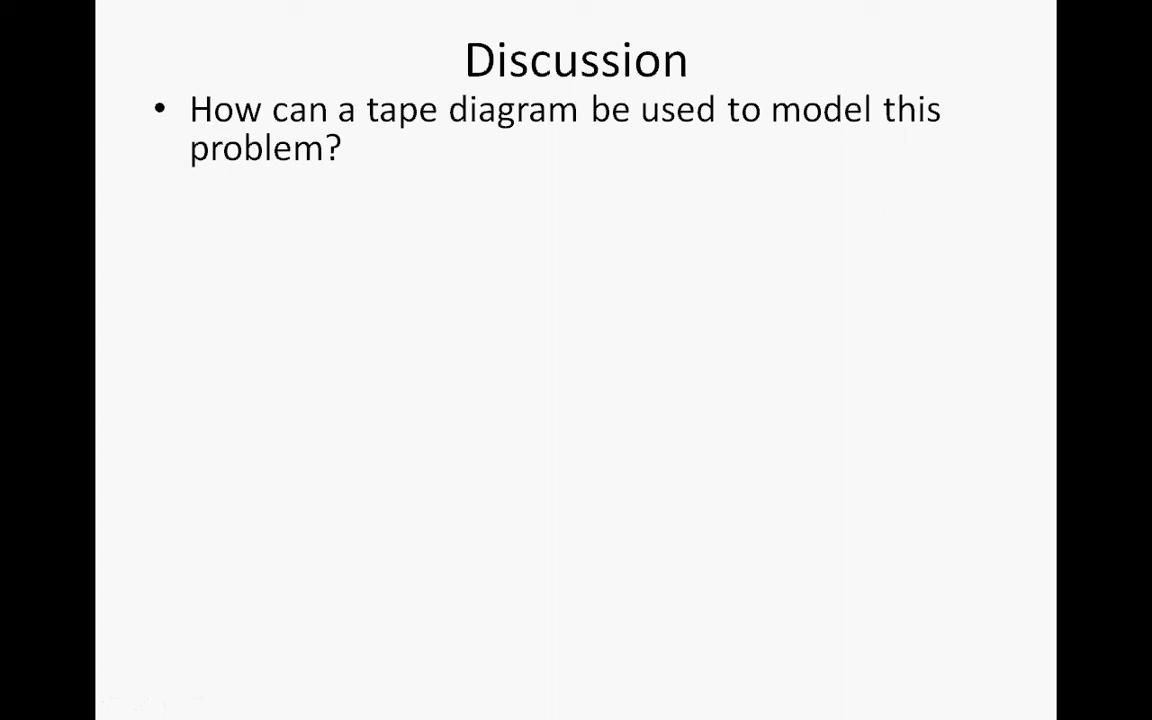 Discussion
• How can a tape diagram be used to model this
problem?